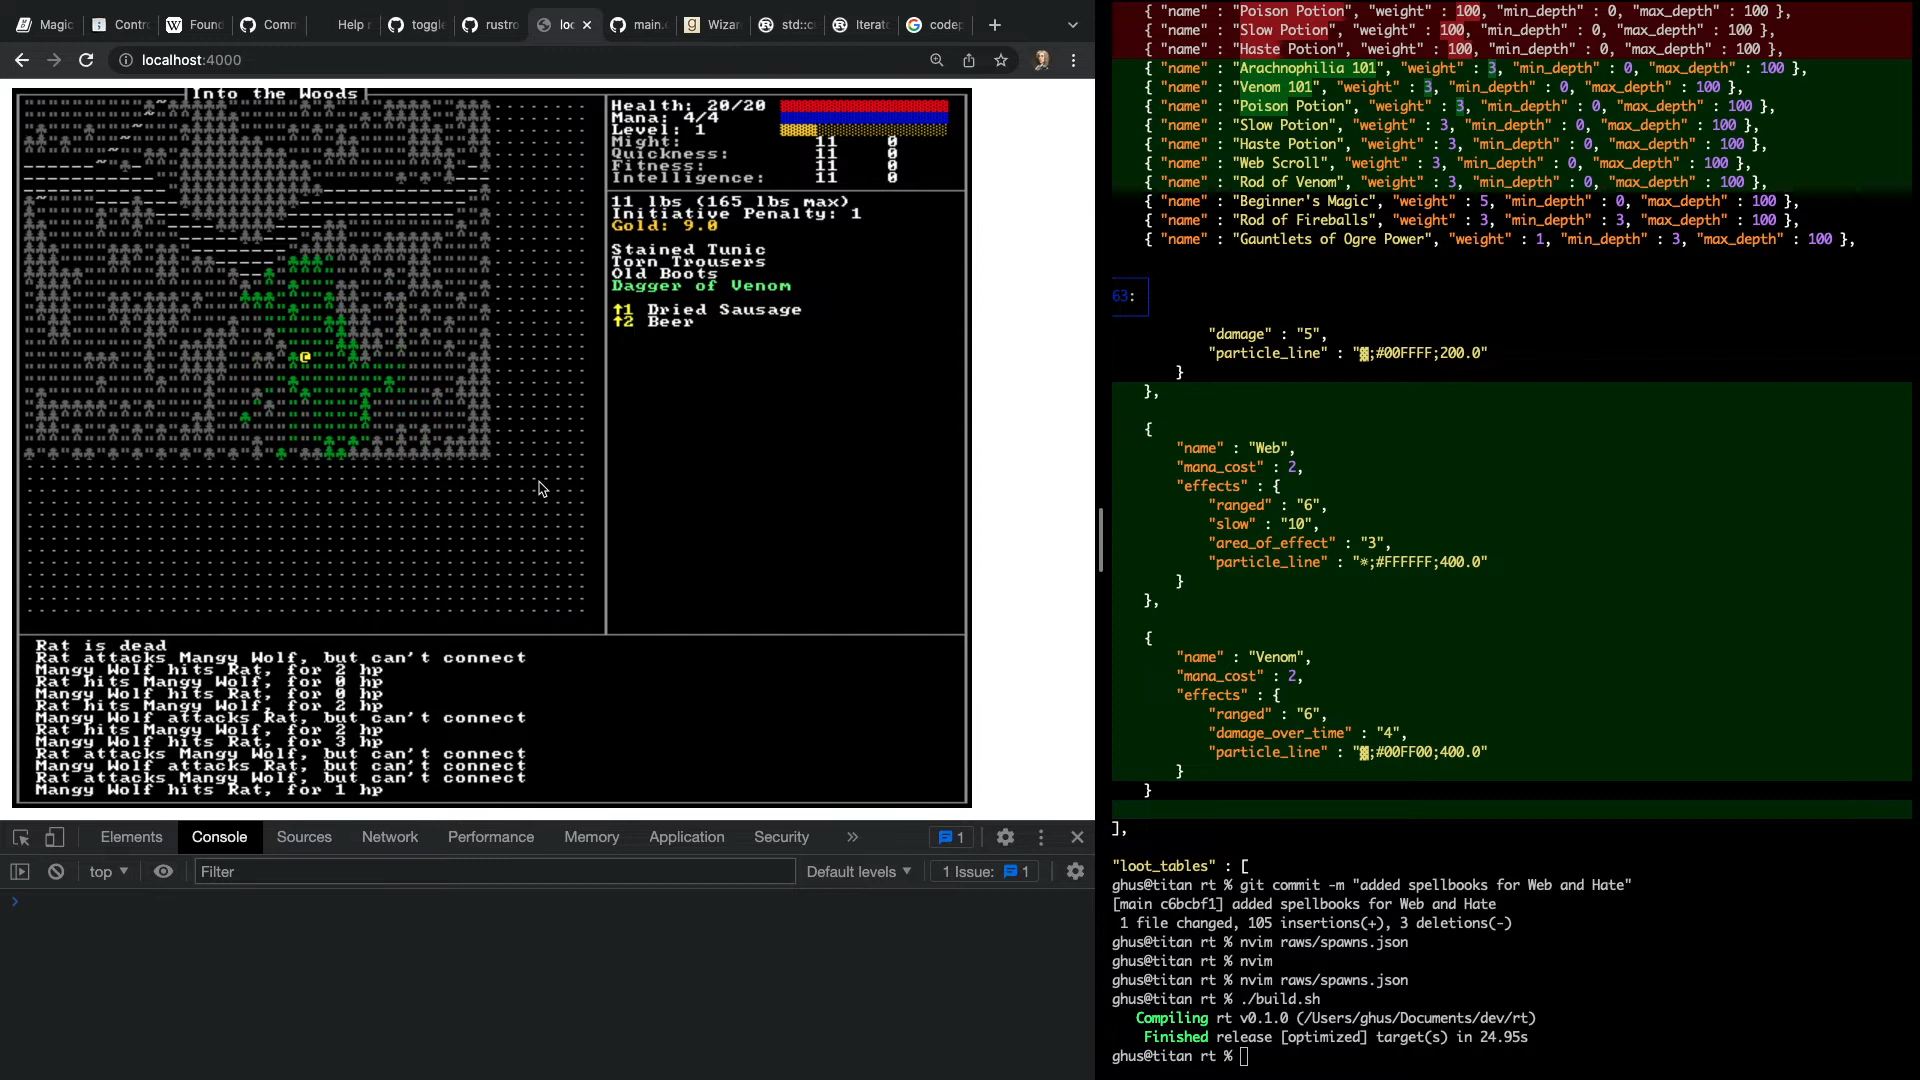 Magic
Contr
Found
Comm
Help r
toggle
rustro
loc
main.
Wizar
std::c
Iterat
codep
localhost:4000
Into the Woods
Health: 20/20
Mana: 4/4
Level: 1
Might: 11 0
Quickness: 11 0
Fitness: 11 0
Intelligence: 11 0
11 lbs (165 lbs max)
Initiative Penalty: 1
Gold: 9.0
Stained Tunic
Torn Trousers
Old Boots
Dagger of Venom
↑1 Dried Sausage
↑2 Beer
Rat is dead
Rat attacks Mangy Wolf, but can't connect
Mangy Wolf hits Rat, for 2 hp
Rat hits Mangy Wolf, for 0 hp
Mangy Wolf hits Rat, for 0 hp
Rat hits Mangy Wolf, for 2 hp
Mangy Wolf attacks Rat, but can't connect
Rat hits Mangy Wolf, for 2 hp
Mangy Wolf hits Rat, for 3 hp
Rat attacks Mangy Wolf, but can't connect
Mangy Wolf attacks Rat, but can't connect
Rat attacks Mangy Wolf, but can't connect
Mangy Wolf hits Rat, for 1 hp
Elements Console Sources Network Performance Memory Application Security » 1
top Filter Default levels 1 Issue: 1
{ "name" : "Poison Potion", "weight" : 100, "min_depth" : 0, "max_depth" : 100 },
{ "name" : "Slow Potion", "weight" : 100, "min_depth" : 0, "max_depth" : 100 },
{ "name" : "Haste Potion", "weight" : 100, "min_depth" : 0, "max_depth" : 100 },
{ "name" : "Arachnophilia 101", "weight" : 3, "min_depth" : 0, "max_depth" : 100 },
{ "name" : "Venom 101", "weight" : 3, "min_depth" : 0, "max_depth" : 100 },
{ "name" : "Poison Potion", "weight" : 3, "min_depth" : 0, "max_depth" : 100 },
{ "name" : "Slow Potion", "weight" : 3, "min_depth" : 0, "max_depth" : 100 },
{ "name" : "Haste Potion", "weight" : 3, "min_depth" : 0, "max_depth" : 100 },
{ "name" : "Web Scroll", "weight" : 3, "min_depth" : 0, "max_depth" : 100 },
{ "name" : "Rod of Venom", "weight" : 3, "min_depth" : 0, "max_depth" : 100 },
{ "name" : "Beginner's Magic", "weight" : 5, "min_depth" : 0, "max_depth" : 100 },
{ "name" : "Rod of Fireballs", "weight" : 3, "min_depth" : 3, "max_depth" : 100 },
{ "name" : "Gauntlets of Ogre Power", "weight" : 1, "min_depth" : 3, "max_depth" : 100 },
63:
"damage" : "5",
"particle_line" : "▓;#00FFFF;200.0"
}
},
{
"name" : "Web",
"mana_cost" : 2,
"effects" : {
"ranged" : "6",
"slow" : "10",
"area_of_effect" : "3",
"particle_line" : "*;#FFFFFF;400.0"
}
},
{
"name" : "Venom",
"mana_cost" : 2,
"effects" : {
"ranged" : "6",
"damage_over_time" : "4",
"particle_line" : "▓;#00FF00;400.0"
}
}
],
"loot_tables" : [
ghus@titan rt % git commit -m "added spellbooks for Web and Hate"
[main c6bcbf1] added spellbooks for Web and Hate
1 file changed, 105 insertions(+), 3 deletions(-)
ghus@titan rt % nvim raws/spawns.json
ghus@titan rt % nvim
ghus@titan rt % nvim raws/spawns.json
ghus@titan rt % ./build.sh
Compiling rt v0.1.0 (/Users/ghus/Documents/dev/rt)
Finished release [optimized] target(s) in 24.95s
ghus@titan rt %